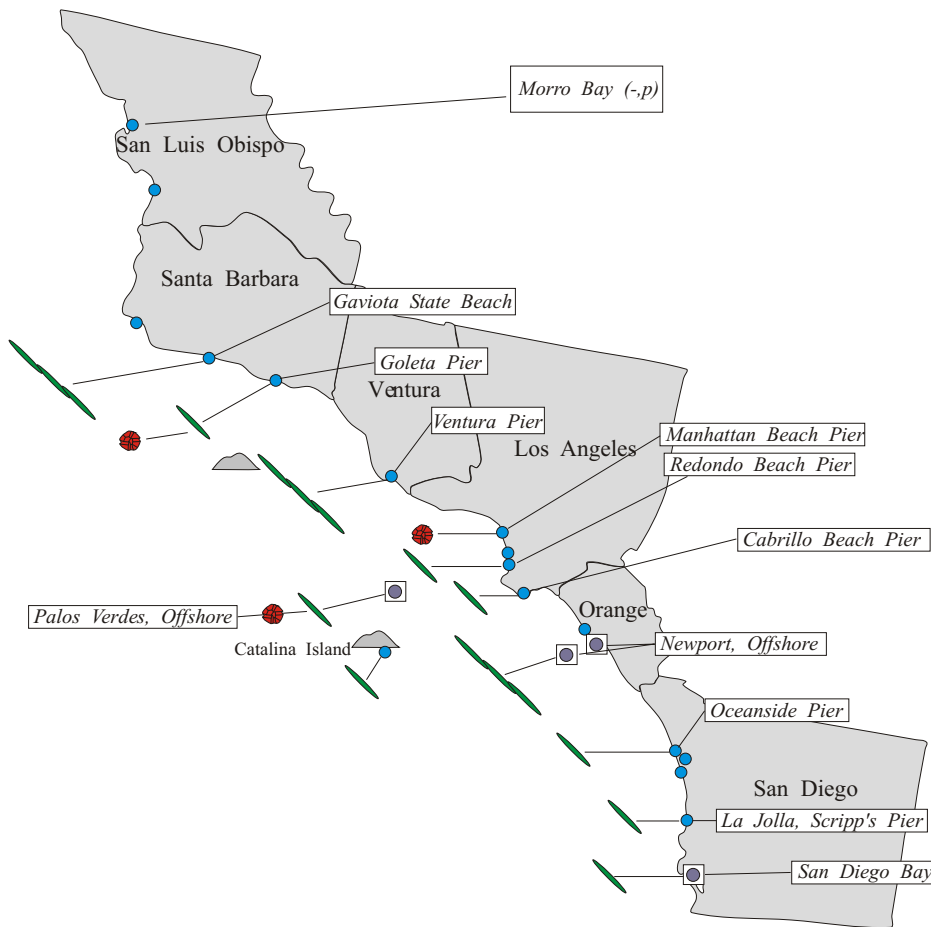 Morro Bay (-,p)
San Luis Obispo
Santa Barbara
Gaviota State Beach
Goleta Pier
Ventura
Ventura Pier
Los Angeles
Manhattan Beach Pier
Redondo Beach Pier
Cabrillo Beach Pier
Palos Verdes, Offshore
Orange
Catalina Island
Newport, Offshore
Oceanside Pier
San Diego
La Jolla, Scripp's Pier
San Diego Bay